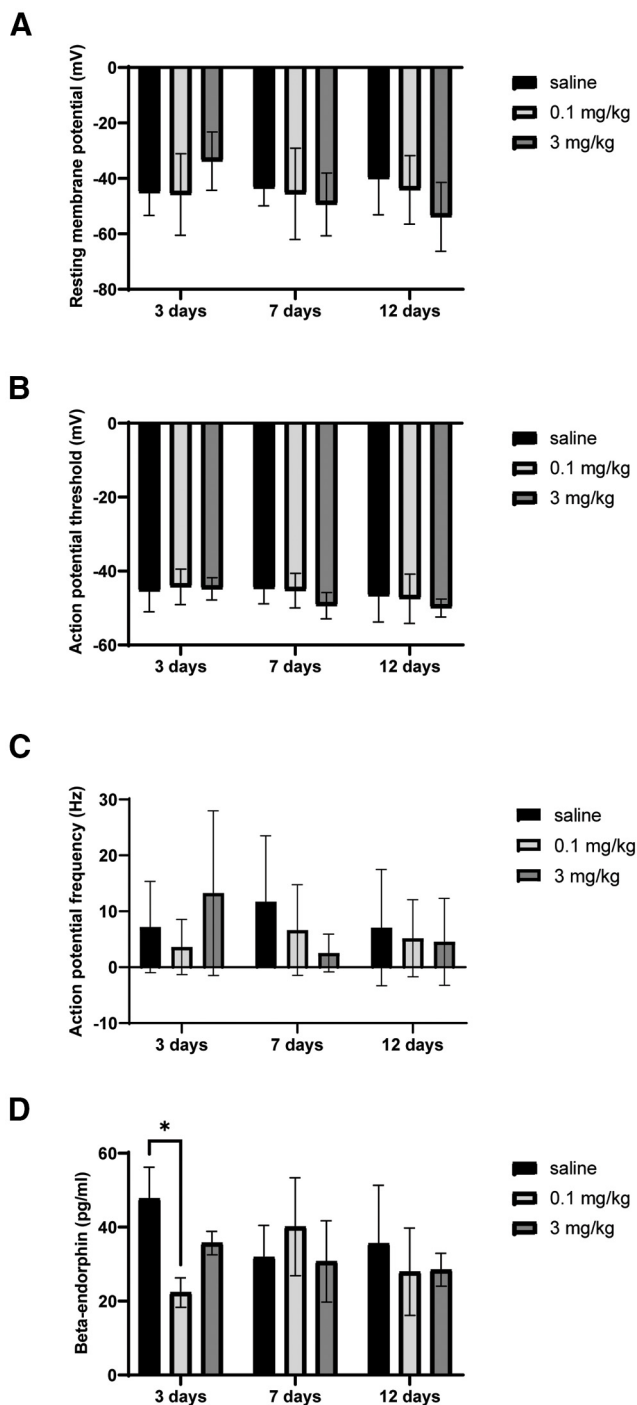 A
Resting membrane potential (mV)
0
-20
-40
-60
-80
3 days 7 days 12 days
saline
0.1 mg/kg
3 mg/kg
B
Action potential threshold (mV)
0
-20
-40
-60
3 days 7 days 12 days
saline
0.1 mg/kg
3 mg/kg
C
Action potential frequency (Hz)
30
20
10
0
-10
3 days 7 days 12 days
saline
0.1 mg/kg
3 mg/kg
D
Beta-endorphin (pg/ml)
60
40
20
0
*
3 days 7 days 12 days
saline
0.1 mg/kg
3 mg/kg